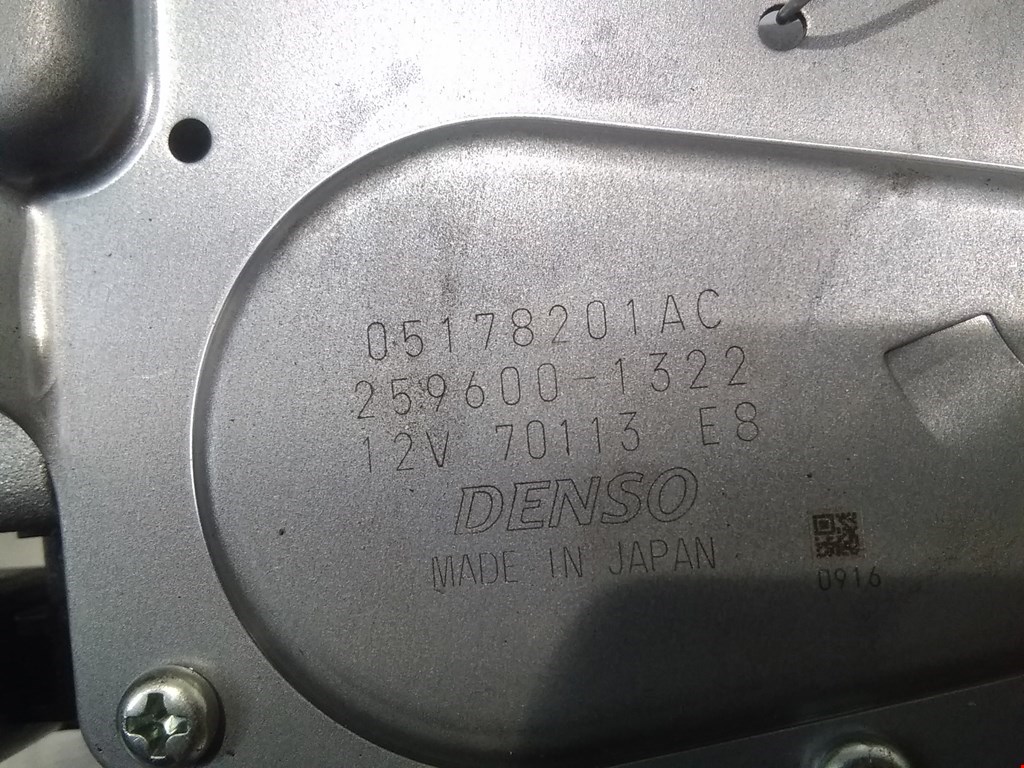 05178201AC
259600-1322
12V 70113 E8
DENSO
MADE IN JAPAN
0916